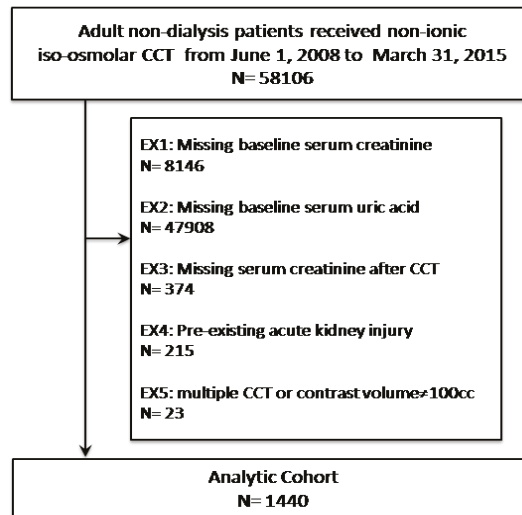 Adult non-dialysis patients received non-ionic
iso-osmolar CCT from June 1, 2008 to March 31, 2015
N= 58106
EX1: Missing baseline serum creatinine
N= 8146
EX2: Missing baseline serum uric acid
N= 47908
EX3: Missing serum creatinine after CCT
N= 374
EX4: Pre-existing acute kidney injury
N= 215
EX5: multiple CCT or contrast volume≠100cc
N= 23
Analytic Cohort
N= 1440